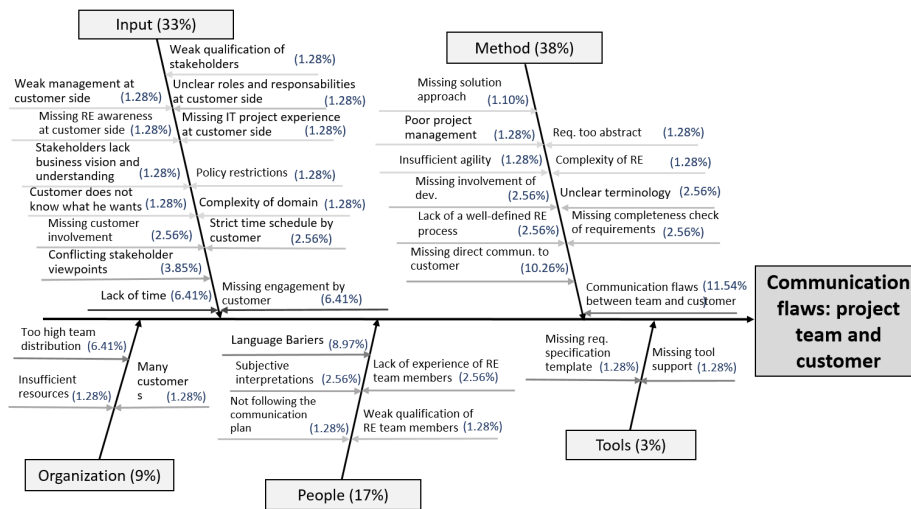 Input (33%)
Method (38%)
Weak qualification of
stakeholders (1.28%)
Weak management at
customer side (1.28%)
Unclear roles and responsabilities
at customer side (1.28%)
Missing RE awareness
at customer side (1.28%)
Missing IT project experience
at customer side (1.28%)
Stakeholders lack
business vision and
understanding (1.28%)
Policy restrictions (1.28%)
Customer does not
know what he wants (1.28%)
Complexity of domain (1.28%)
Missing customer
involvement (2.56%)
Strict time schedule by
customer (2.56%)
Conflicting stakeholder
viewpoints (3.85%)
Lack of time (6.41%)
Missing engagement by
customer (6.41%)
Missing solution
approach (1.10%)
Poor project
management (1.28%)
Req. too abstract (1.28%)
Insufficient agility (1.28%)
Complexity of RE (1.28%)
Missing involvement of
dev. (2.56%)
Unclear terminology (2.56%)
Lack of a well-defined RE
process (2.56%)
Missing completeness check
of requirements (2.56%)
Missing direct commun. to
customer (10.26%)
Communication flaws (11.54%)
between team and customer
Communication
flaws: project
team and
customer
Too high team
distribution (6.41%)
Insufficient
resources (1.28%)
Many
customer
s (1.28%)
Organization (9%)
Language Bariers (8.97%)
Subjective
interpretations (2.56%)
Lack of experience of RE
team members (2.56%)
Not following the
communication
plan (1.28%)
Weak qualification of
RE team members (1.28%)
People (17%)
Missing req.
specification
template (1.28%)
Missing tool
support (1.28%)
Tools (3%)